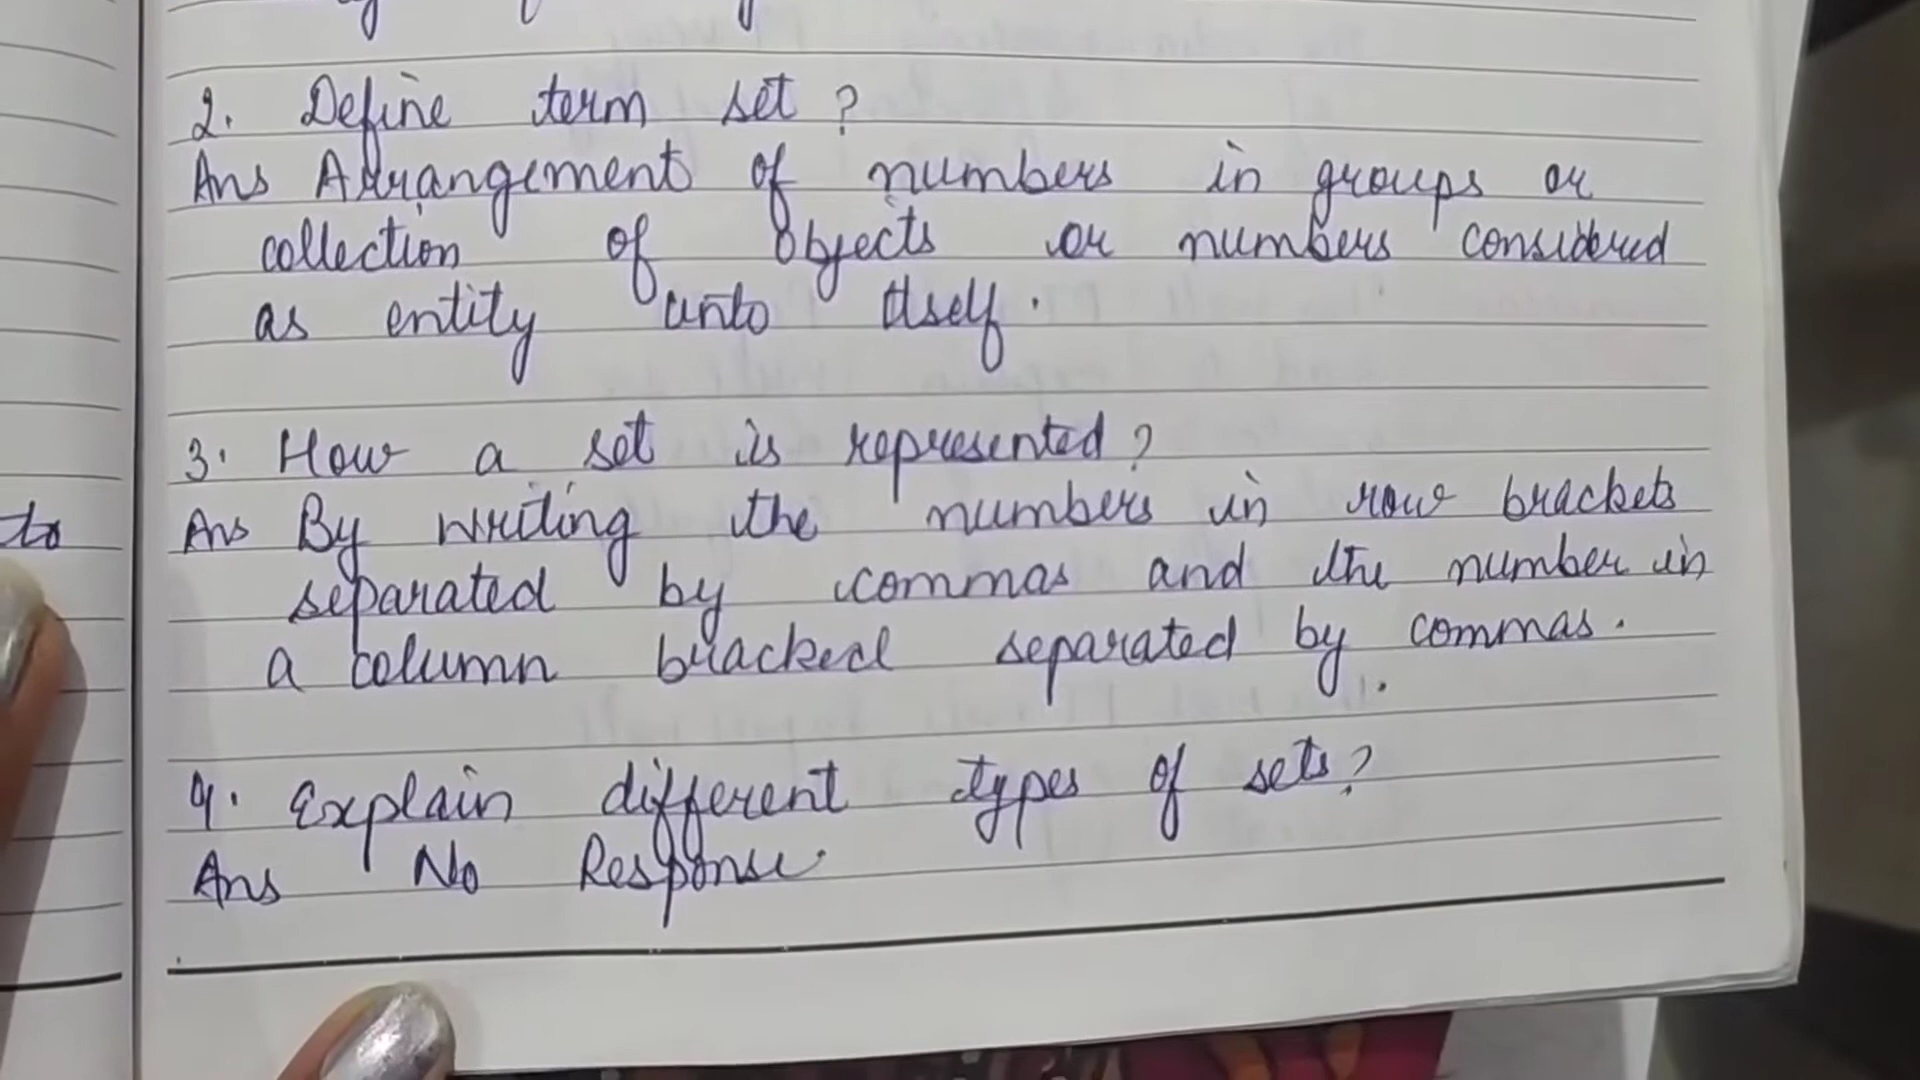 2. Define term set ?
Ans Arrangement of numbers in groups or
collection of objects or numbers considered
as entity unto itself.
3. How a set is represented ?
to
Ans By writing the numbers in row brackets
separated by commas and the number in
a column bracked separated by commas.
4. Explain different types of sets ?
Ans No Response.